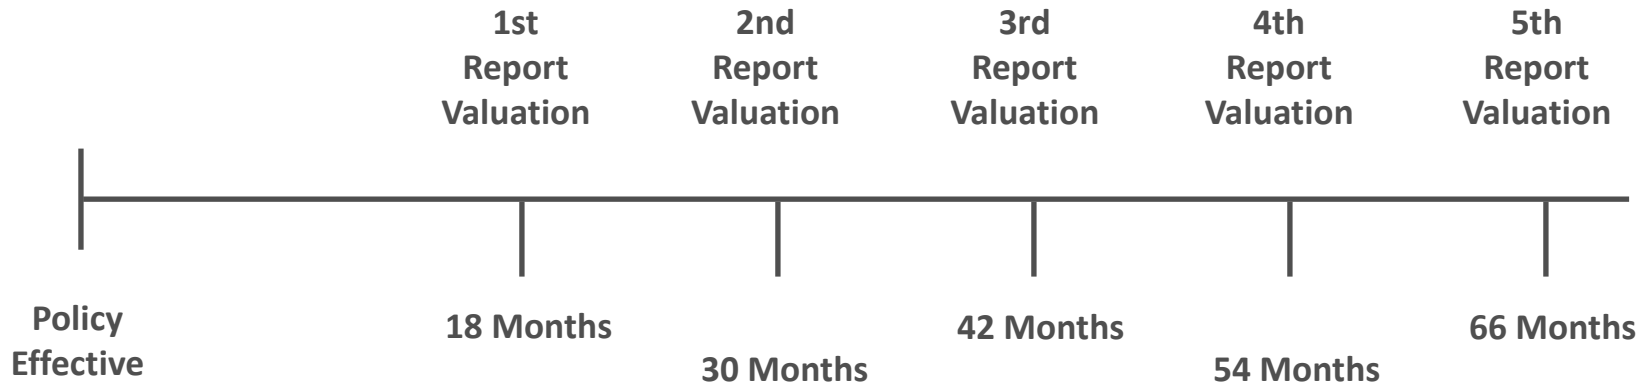 1st
Report
Valuation
2nd
Report
Valuation
3rd
Report
Valuation
4th
Report
Valuation
5th
Report
Valuation
Policy
Effective
18 Months
30 Months
42 Months
54 Months
66 Months